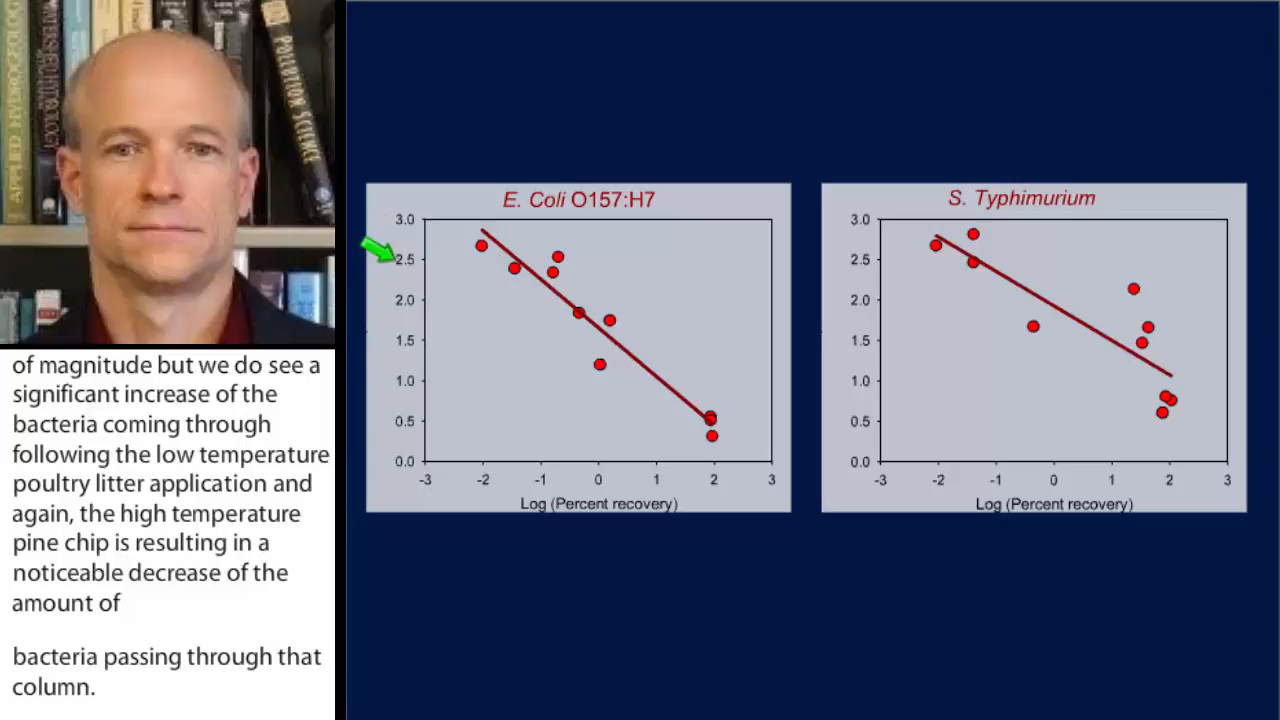 APPLIED HYDROGEOLOGY
POLLUTION SCIENCE
of magnitude but we do see a
significant increase of the
bacteria coming through
following the low temperature
poultry litter application and
again, the high temperature
pine chip is resulting in a
noticeable decrease of the
amount of
bacteria passing through that
column.
E. Coli O157:H7
3.0
2.5
2.0
1.5
1.0
0.5
0.0
-3 -2 -1 0 1 2 3
Log (Percent recovery)
S. Typhimurium
3.0
2.5
2.0
1.5
1.0
0.5
0.0
-3 -2 -1 0 1 2 3
Log (Percent recovery)